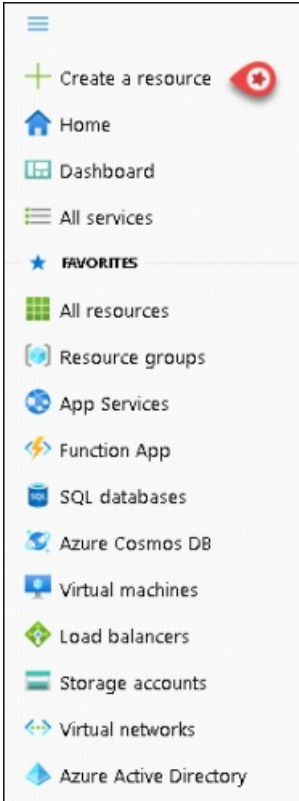 Create a resource
Home
Dashboard
All services
FAVORITES
All resources
Resource groups
App Services
Function App
SQL
SQL databases
Azure Cosmos DB
Virtual machines
Load balancers
Storage accounts
Virtual networks
Azure Active Directory